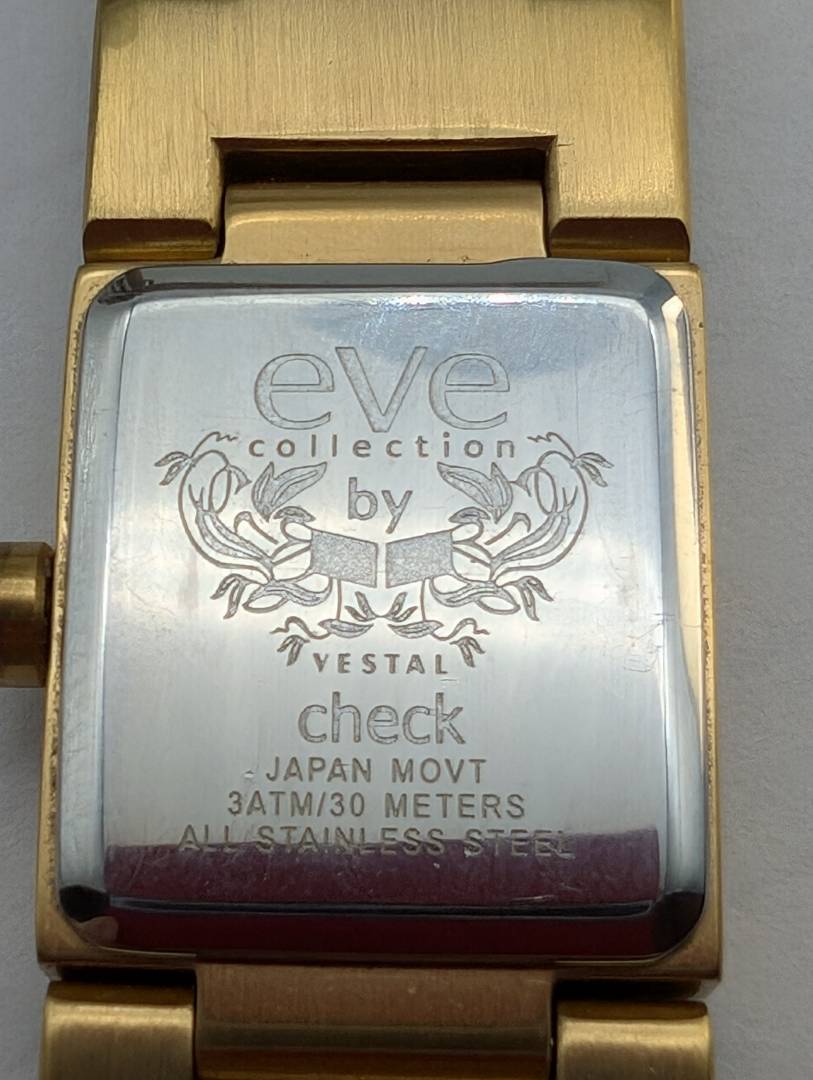 eve
collection
by
VESTAL
check
JAPAN MOVT
3ATM/30 METERS
ALL STAINLESS STEEL